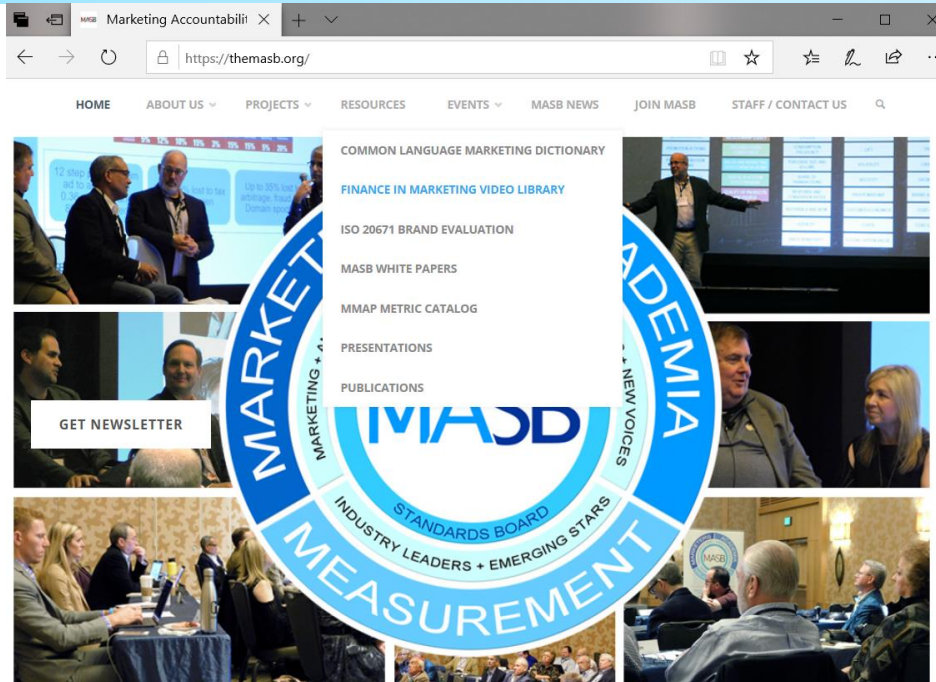 MASB Marketing Accountabilit
https://themasb.org/
HOME ABOUT US PROJECTS RESOURCES EVENTS MASB NEWS JOIN MASB STAFF / CONTACT US
COMMON LANGUAGE MARKETING DICTIONARY
FINANCE IN MARKETING VIDEO LIBRARY
ISO 20671 BRAND EVALUATION
MASB WHITE PAPERS
MMAP METRIC CATALOG
PRESENTATIONS
PUBLICATIONS
GET NEWSLETTER
MARKETING +
NEW VOICES
MASB
STANDARDS BOARD
INDUSTRY LEADERS + EMERGING STARS
MEASUREMENT
MASB